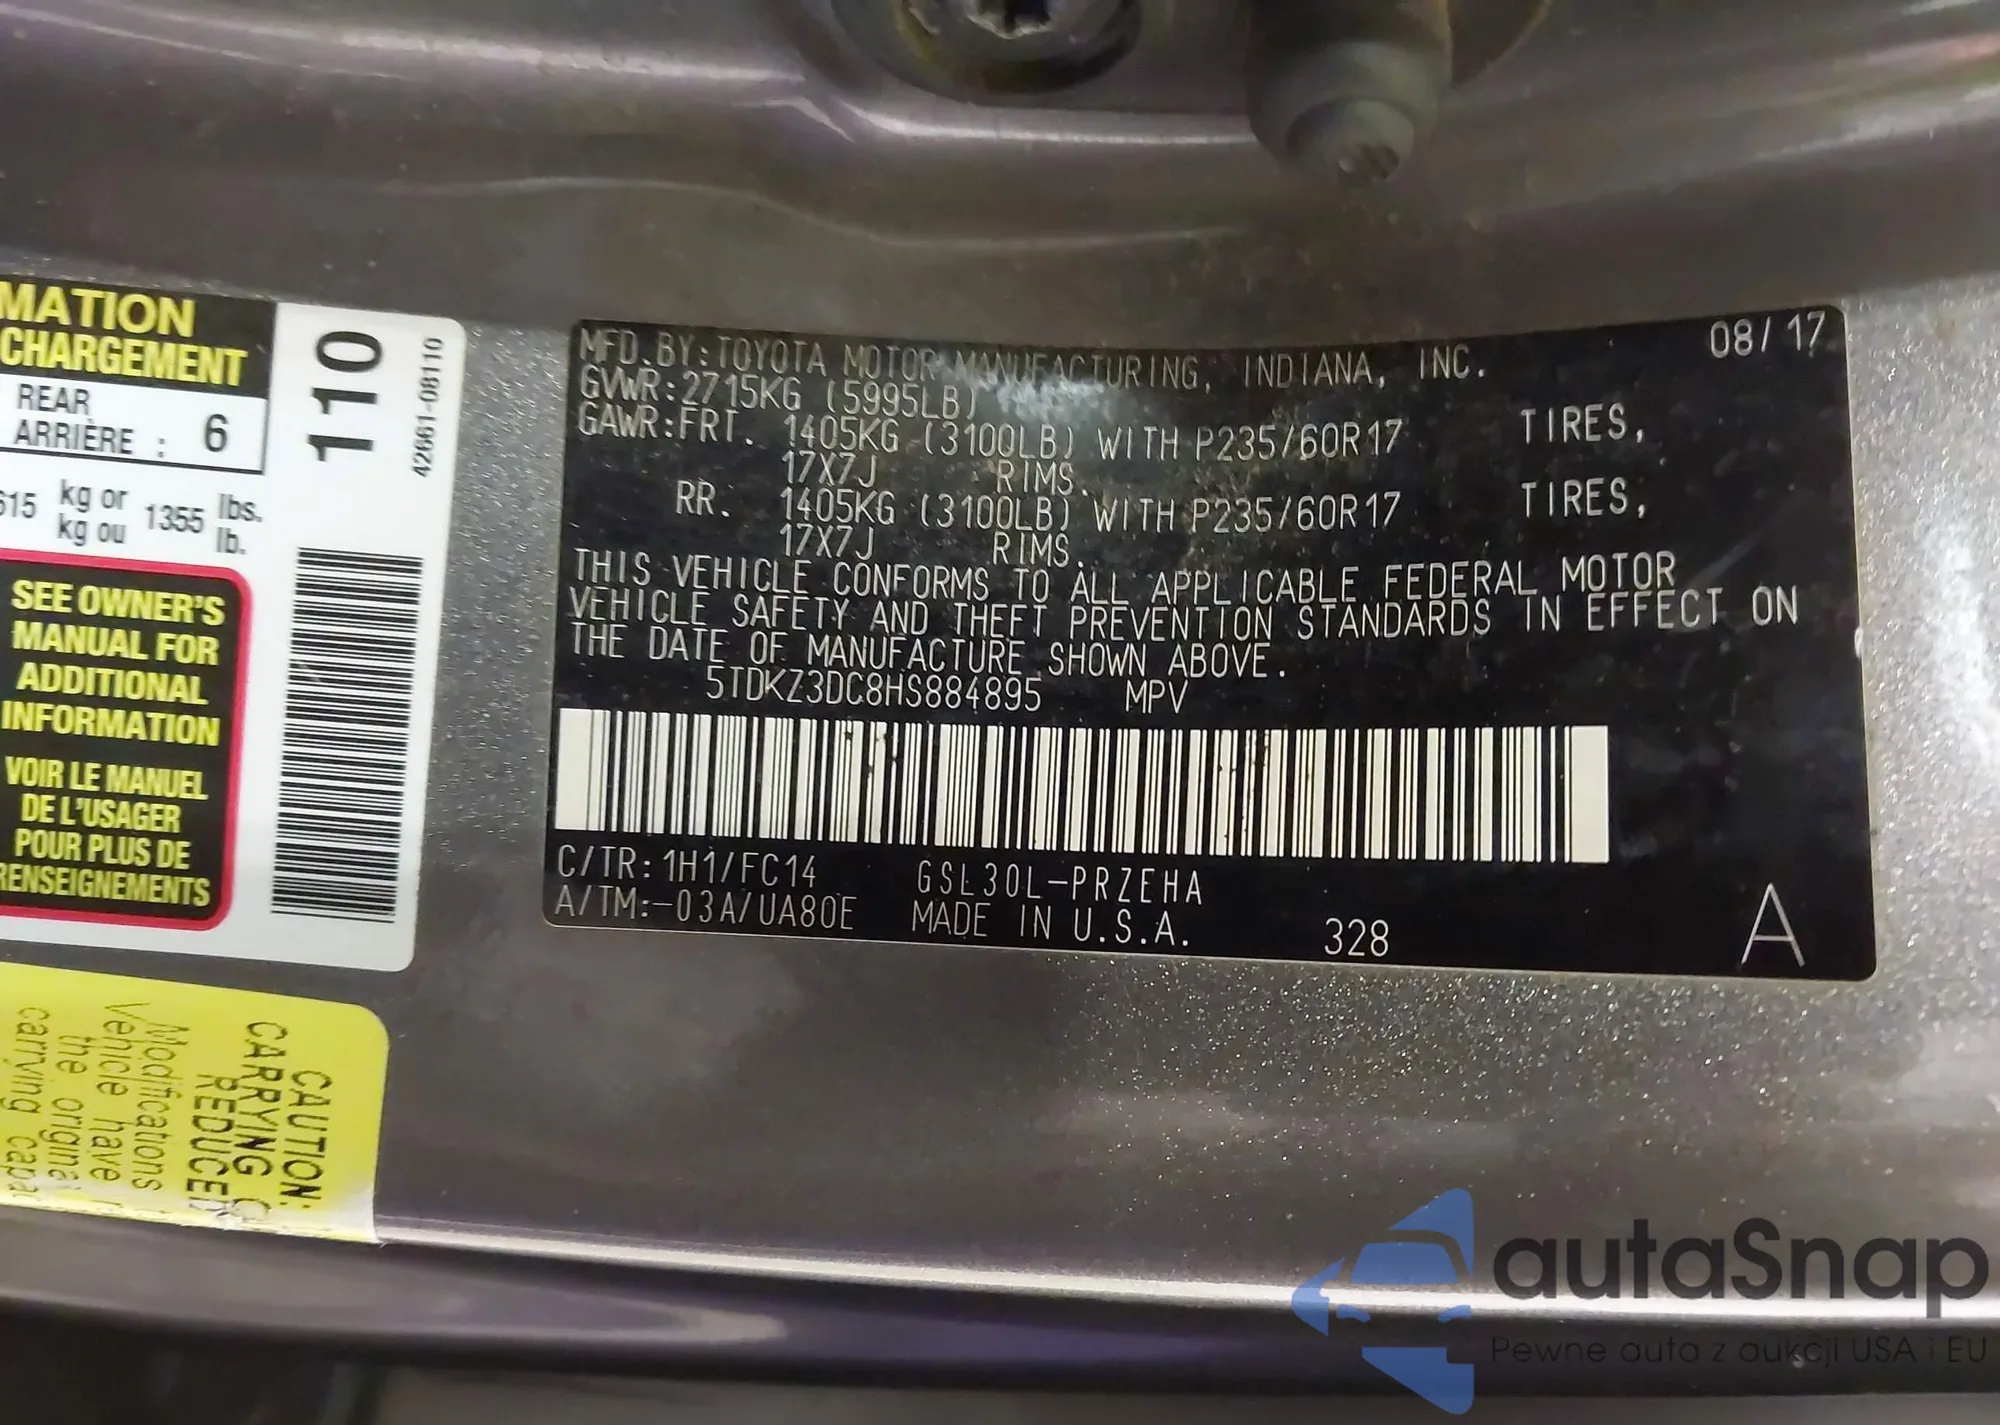 MATION
CHARGEMENT
REAR
ARRIÈRE : 6
615 kg or
kg ou 1355 lbs.
lb.
110
42661-08110
SEE OWNER'S
MANUAL FOR
ADDITIONAL
INFORMATION
VOIR LE MANUEL
DE L'USAGER
POUR PLUS DE
RENSEIGNEMENTS
CAUTION:
CARRYING C
REDUCED
Modifications
vehicle have r
the original
carrying capac
MFD. BY: TOYOTA MOTOR MANUFACTURING, INDIANA, INC. 08/17
GVWR: 2715KG (5995LB)
GAWR: FRT. 1405KG (3100LB) WITH P235/60R17 TIRES,
17X7J RIMS.
RR. 1405KG (3100LB) WITH P235/60R17 TIRES,
17X7J RIMS.
THIS VEHICLE CONFORMS TO ALL APPLICABLE FEDERAL MOTOR
VEHICLE SAFETY AND THEFT PREVENTION STANDARDS IN EFFECT ON
THE DATE OF MANUFACTURE SHOWN ABOVE.
5TDKZ3DC8HS884895 MPV
C/TR: 1H1/FC14 GSL30L-PRZEHA
A/TM:-03A/UA80E MADE IN U.S.A. 328 A
autaSnap
Pewne auta z aukcji USA i EU